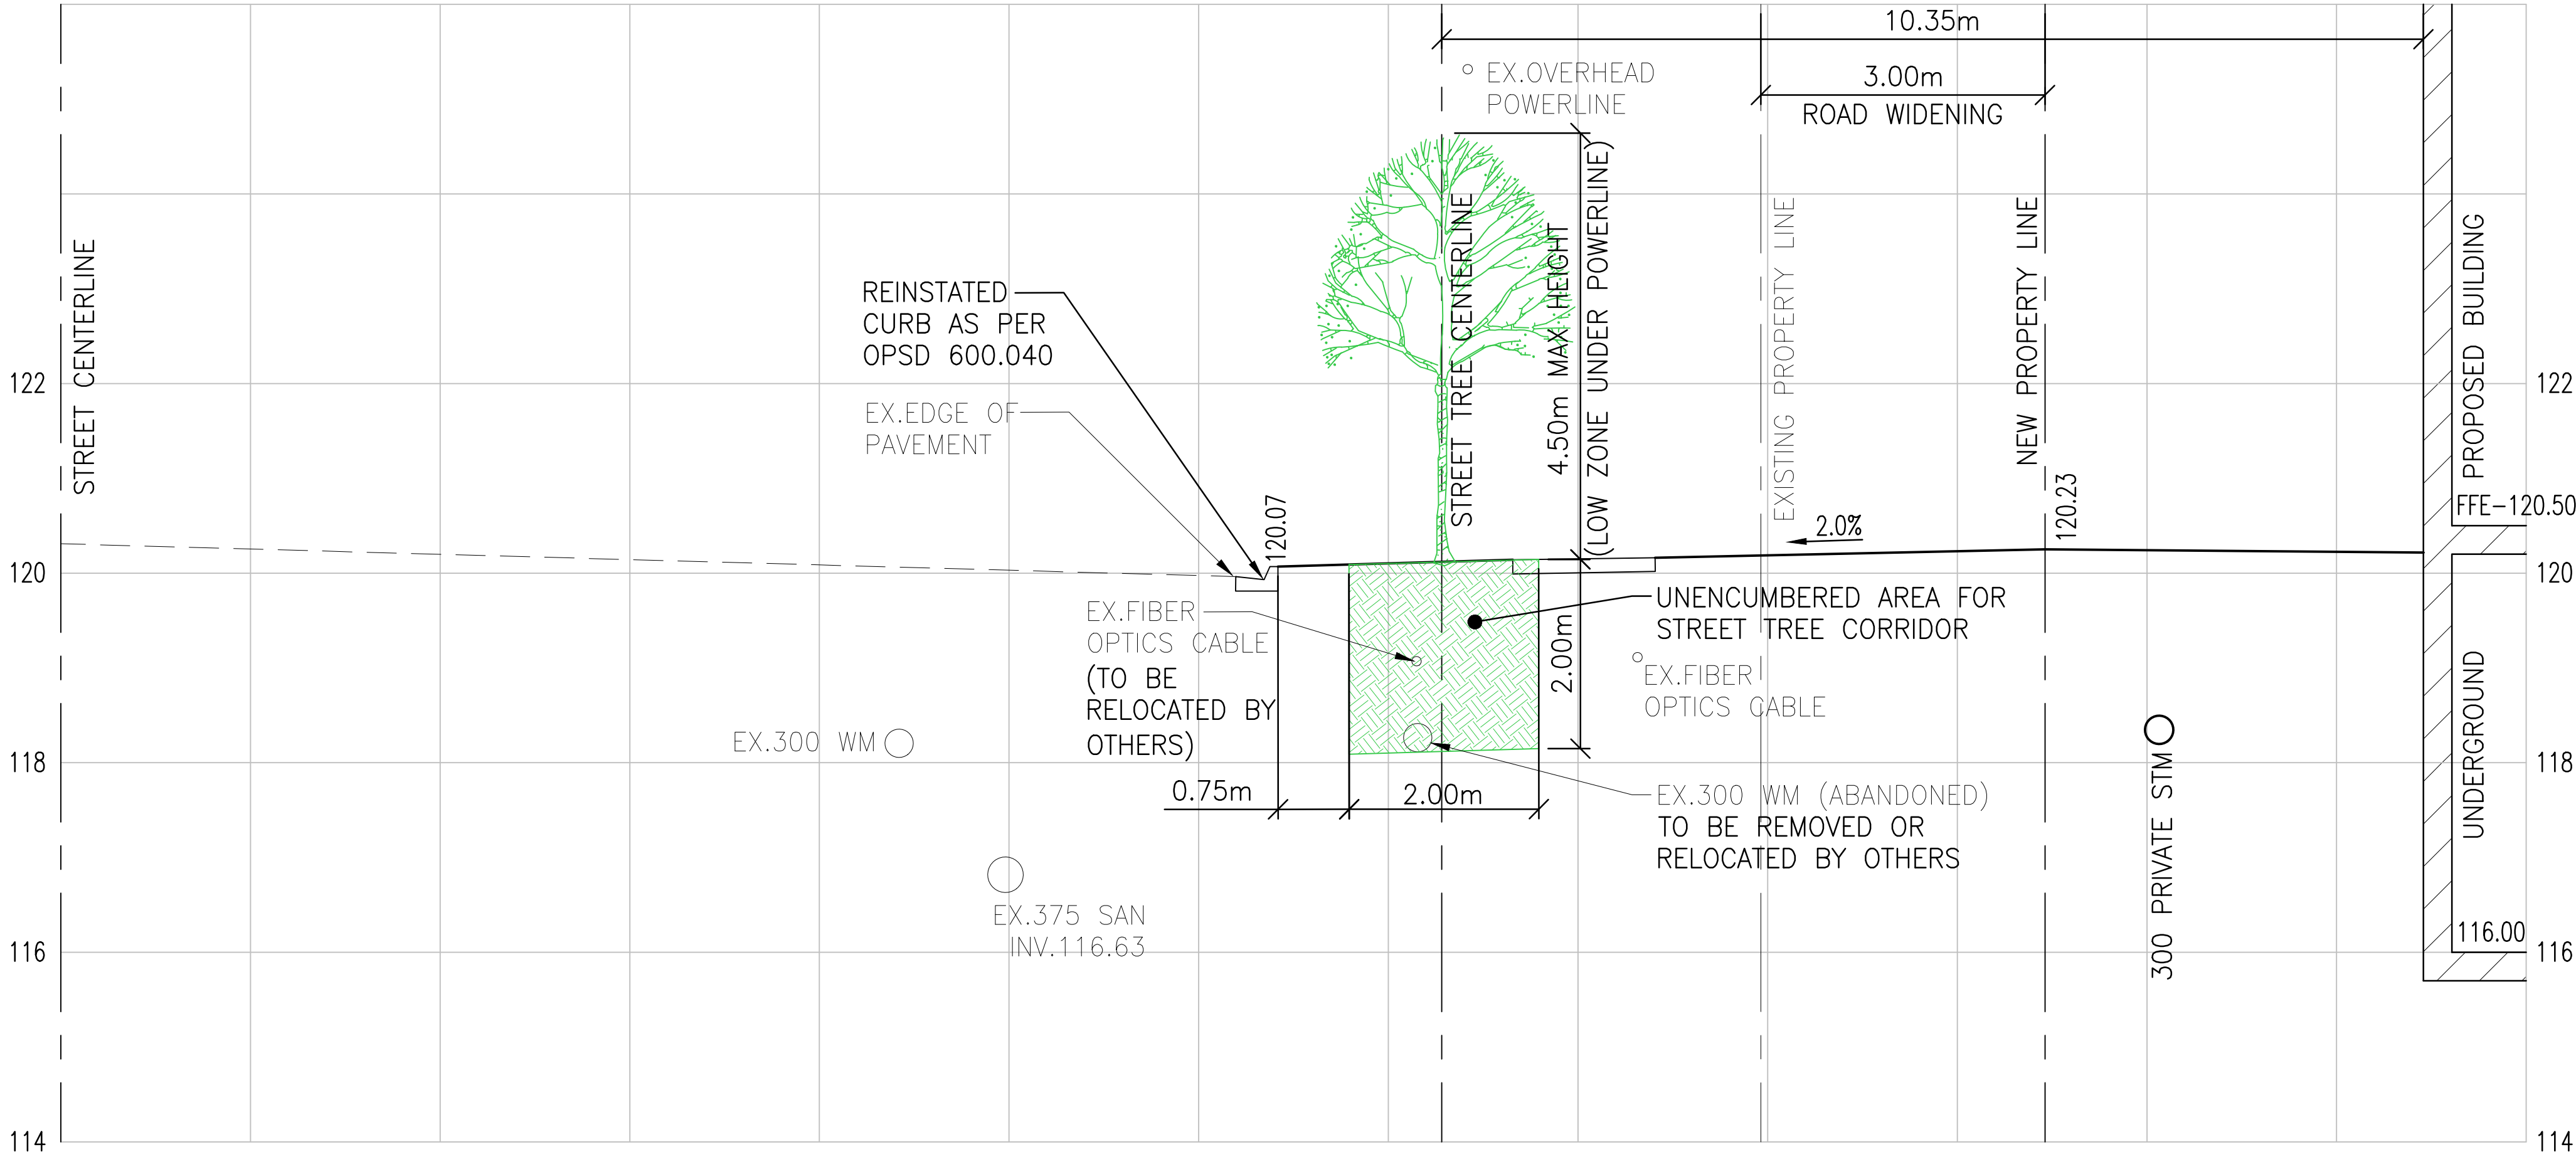 10.35m
EX.OVERHEAD
POWERLINE
3.00m
ROAD WIDENING
STREET CENTERLINE
REINSTATED
CURB AS PER
OPSD 600.040
EX.EDGE OF
PAVEMENT
STREET TREE CENTERLINE
4.50m MAX HEIGHT
(LOW ZONE UNDER POWERLINE)
EXISTING PROPERTY LINE
NEW PROPERTY LINE
PROPOSED BUILDING
122
122
120.07
2.0%
120.23
FFE-120.50
120
120
EX.FIBER
OPTICS CABLE
(TO BE
RELOCATED BY
OTHERS)
UNENCUMBERED AREA FOR
STREET TREE CORRIDOR
2.00m
EX.FIBER
OPTICS CABLE
UNDERGROUND
EX.300 WM
118
118
0.75m
2.00m
EX.300 WM (ABANDONED)
TO BE REMOVED OR
RELOCATED BY OTHERS
300 PRIVATE STM
EX.375 SAN
INV.116.63
116.00
116
116
114
114